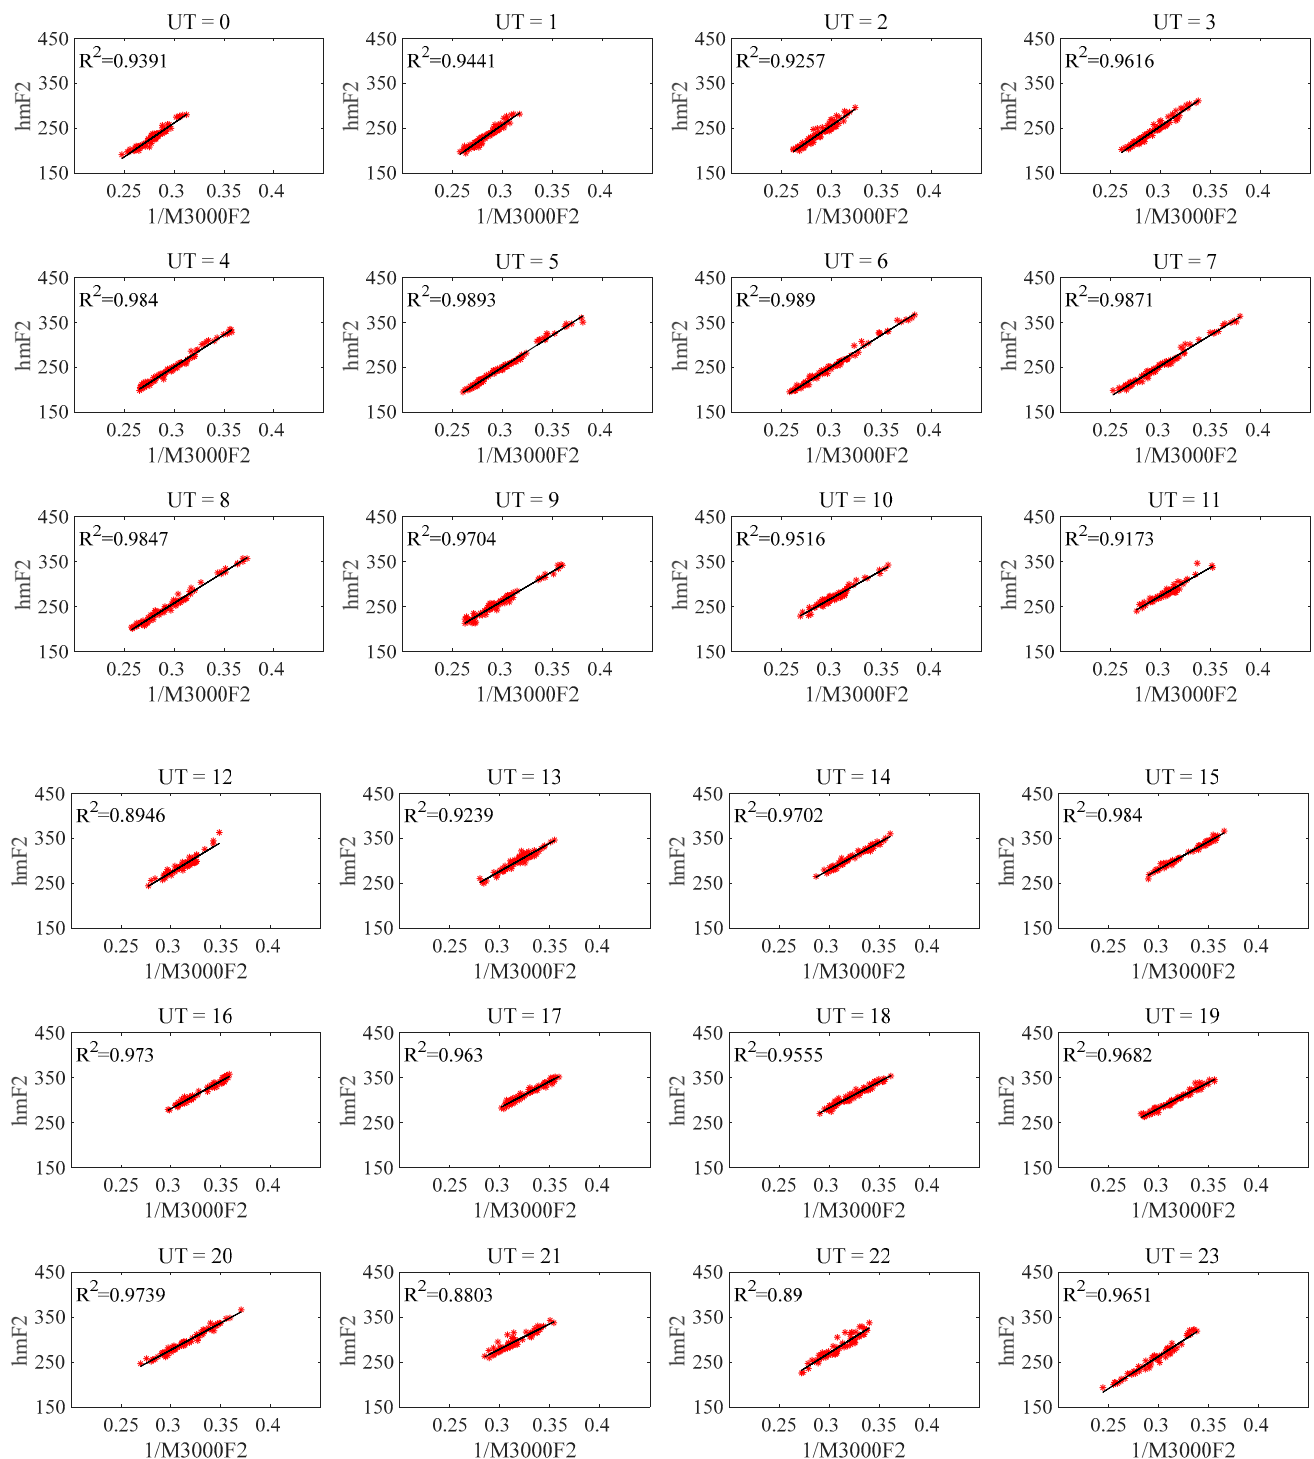 UT = 0 UT = 1 UT = 2 UT = 3
450 450 450 450
R²=0.9391 R²=0.9441 R²=0.9257 R²=0.9616
350 350 350 350
hmF2 hmF2 hmF2 hmF2
250 250 250 250
150 150 150 150
0.25 0.3 0.35 0.4 0.25 0.3 0.35 0.4 0.25 0.3 0.35 0.4 0.25 0.3 0.35 0.4
1/M3000F2 1/M3000F2 1/M3000F2 1/M3000F2
UT = 4 UT = 5 UT = 6 UT = 7
450 450 450 450
R²=0.984 R²=0.9893 R²=0.989 R²=0.9871
350 350 350 350
hmF2 hmF2 hmF2 hmF2
250 250 250 250
150 150 150 150
0.25 0.3 0.35 0.4 0.25 0.3 0.35 0.4 0.25 0.3 0.35 0.4 0.25 0.3 0.35 0.4
1/M3000F2 1/M3000F2 1/M3000F2 1/M3000F2
UT = 8 UT = 9 UT = 10 UT = 11
450 450 450 450
R²=0.9847 R²=0.9704 R²=0.9516 R²=0.9173
350 350 350 350
hmF2 hmF2 hmF2 hmF2
250 250 250 250
150 150 150 150
0.25 0.3 0.35 0.4 0.25 0.3 0.35 0.4 0.25 0.3 0.35 0.4 0.25 0.3 0.35 0.4
1/M3000F2 1/M3000F2 1/M3000F2 1/M3000F2
UT = 12 UT = 13 UT = 14 UT = 15
450 450 450 450
R²=0.8946 R²=0.9239 R²=0.9702 R²=0.984
350 350 350 350
hmF2 hmF2 hmF2 hmF2
250 250 250 250
150 150 150 150
0.25 0.3 0.35 0.4 0.25 0.3 0.35 0.4 0.25 0.3 0.35 0.4 0.25 0.3 0.35 0.4
1/M3000F2 1/M3000F2 1/M3000F2 1/M3000F2
UT = 16 UT = 17 UT = 18 UT = 19
450 450 450 450
R²=0.973 R²=0.963 R²=0.9555 R²=0.9682
350 350 350 350
hmF2 hmF2 hmF2 hmF2
250 250 250 250
150 150 150 150
0.25 0.3 0.35 0.4 0.25 0.3 0.35 0.4 0.25 0.3 0.35 0.4 0.25 0.3 0.35 0.4
1/M3000F2 1/M3000F2 1/M3000F2 1/M3000F2
UT = 20 UT = 21 UT = 22 UT = 23
450 450 450 450
R²=0.9739 R²=0.8803 R²=0.89 R²=0.9651
350 350 350 350
hmF2 hmF2 hmF2 hmF2
250 250 250 250
150 150 150 150
0.25 0.3 0.35 0.4 0.25 0.3 0.35 0.4 0.25 0.3 0.35 0.4 0.25 0.3 0.35 0.4
1/M3000F2 1/M3000F2 1/M3000F2 1/M3000F2